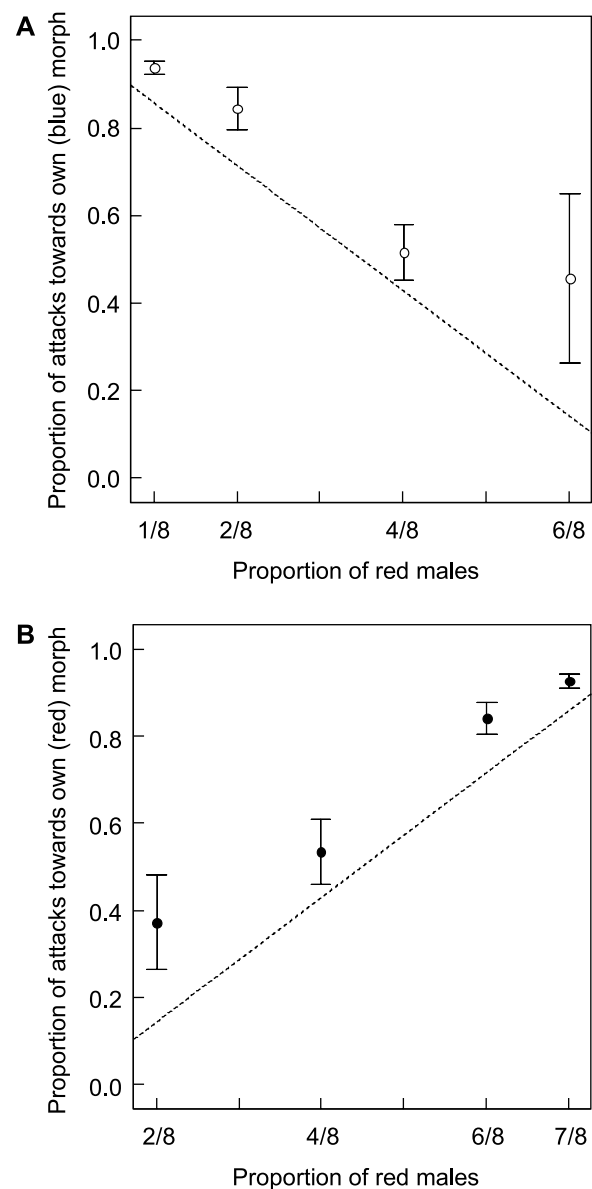 A
Proportion of attacks towards own (blue) morph
1.0
0.8
0.6
0.4
0.2
0.0
1/8 2/8 4/8 6/8
Proportion of red males
B
Proportion of attacks towards own (red) morph
1.0
0.8
0.6
0.4
0.2
0.0
2/8 4/8 6/8 7/8
Proportion of red males